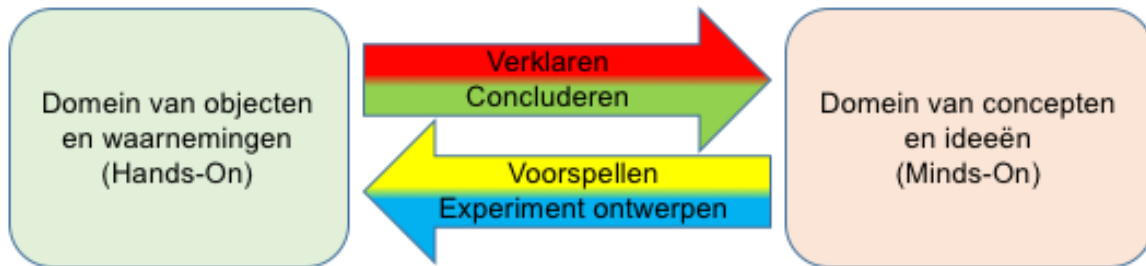 Domein van objecten
en waarnemingen
(Hands-On)
Verklaren
Concluderen
Voorspellen
Experiment ontwerpen
Domein van concepten
en ideeën
(Minds-On)